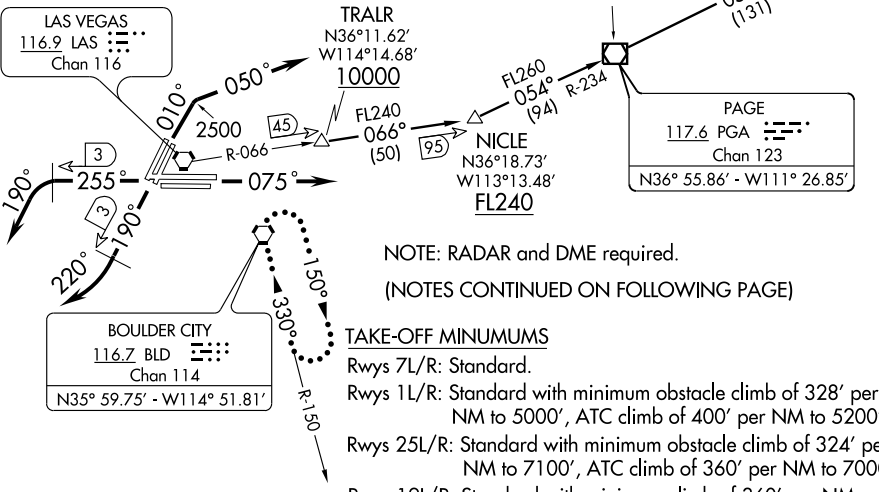 LAS VEGAS
116.9 LAS
Chan 116
TRALR
N36°11.62′
W114°14.68′
10000
(131)
050°
010°
2500
45
R-066
FL240
066°
(50)
95
NICLE
N36°18.73′
W113°13.48′
FL240
FL260
054°
(94)
R-234
PAGE
117.6 PGA
Chan 123
N36° 55.86′ - W111° 26.85′
3
255°
190°
075°
3
190°
220°
150°
330°
R-150
BOULDER CITY
116.7 BLD
Chan 114
N35° 59.75′ - W114° 51.81′
NOTE: RADAR and DME required.
(NOTES CONTINUED ON FOLLOWING PAGE)
TAKE-OFF MINUMUMS
Rwys 7L/R: Standard.
Rwys 1L/R: Standard with minimum obstacle climb of 328′ per
NM to 5000′, ATC climb of 400′ per NM to 5200
Rwys 25L/R: Standard with minimum obstacle climb of 324′ pe
NM to 7100′, ATC climb of 360′ per NM to 700